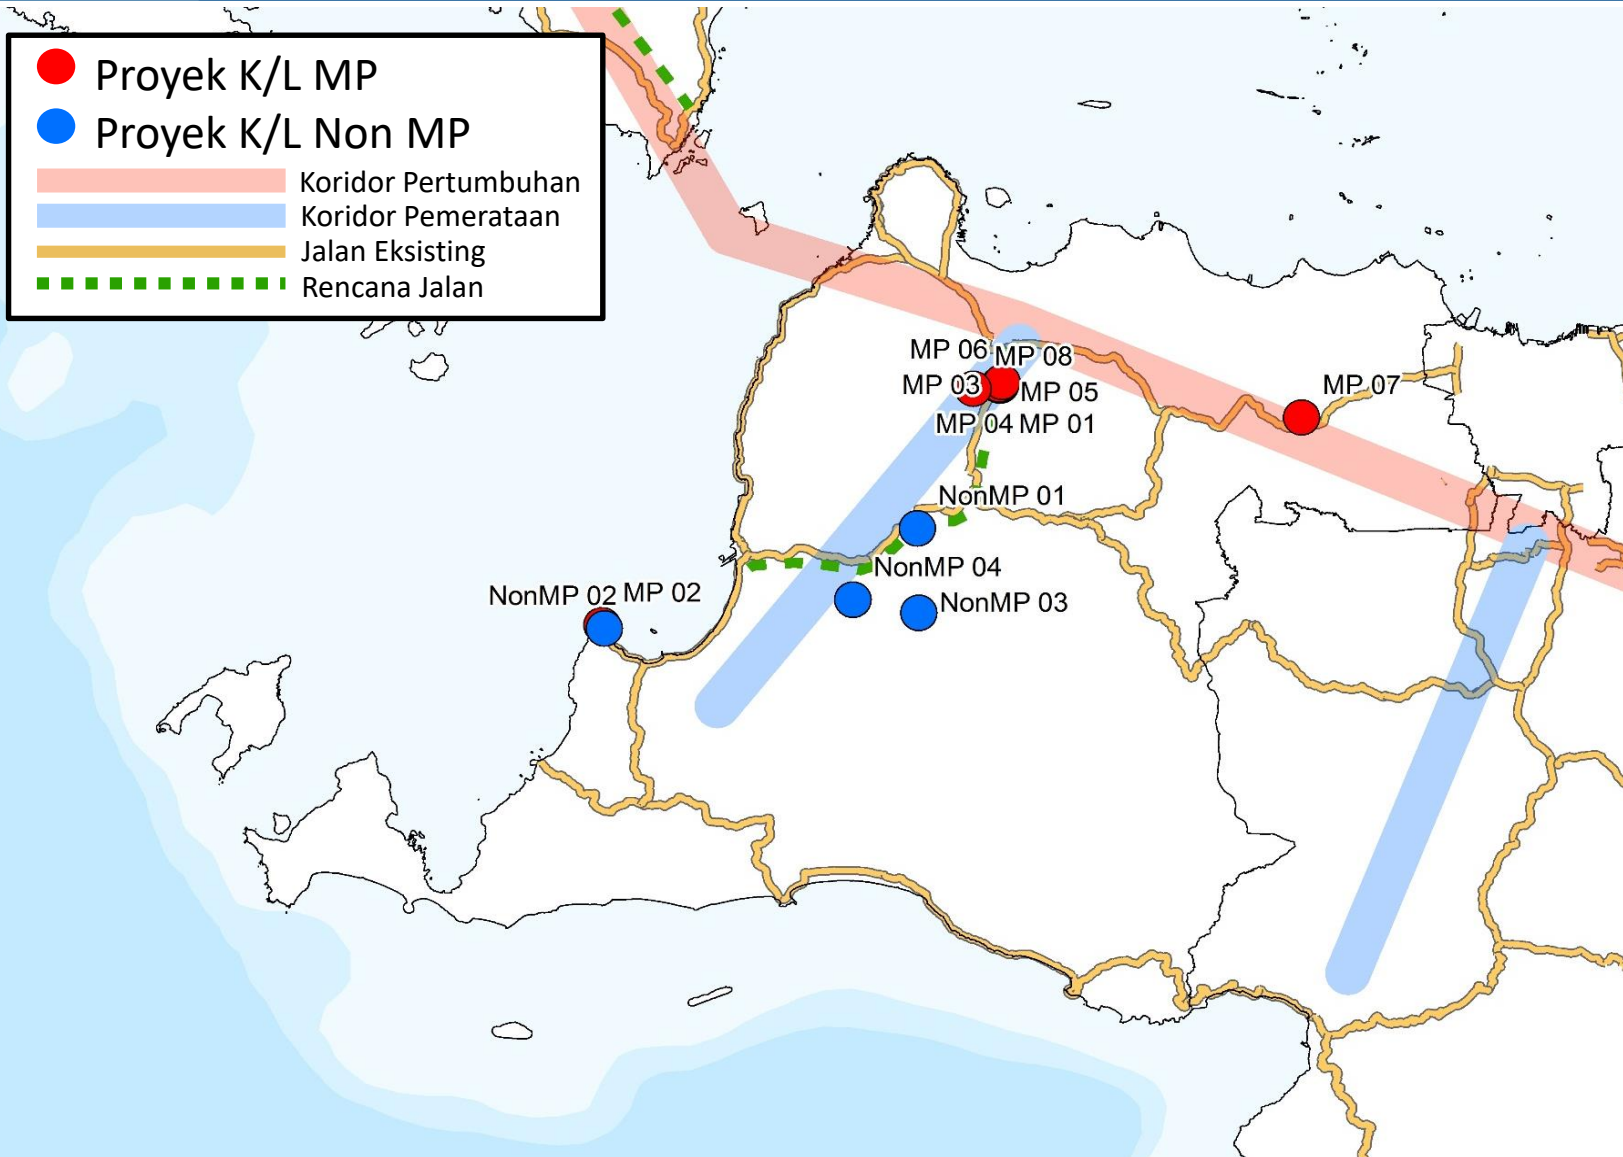 Proyek K/L MP
Proyek K/L Non MP
Koridor Pertumbuhan
Koridor Pemerataan
Jalan Eksisting
Rencana Jalan
MP 06 MP 08
MP 03 MP 05
MP 07
MP 04 MP 01
NonMP 01
NonMP 04
NonMP 02 MP 02
NonMP 03